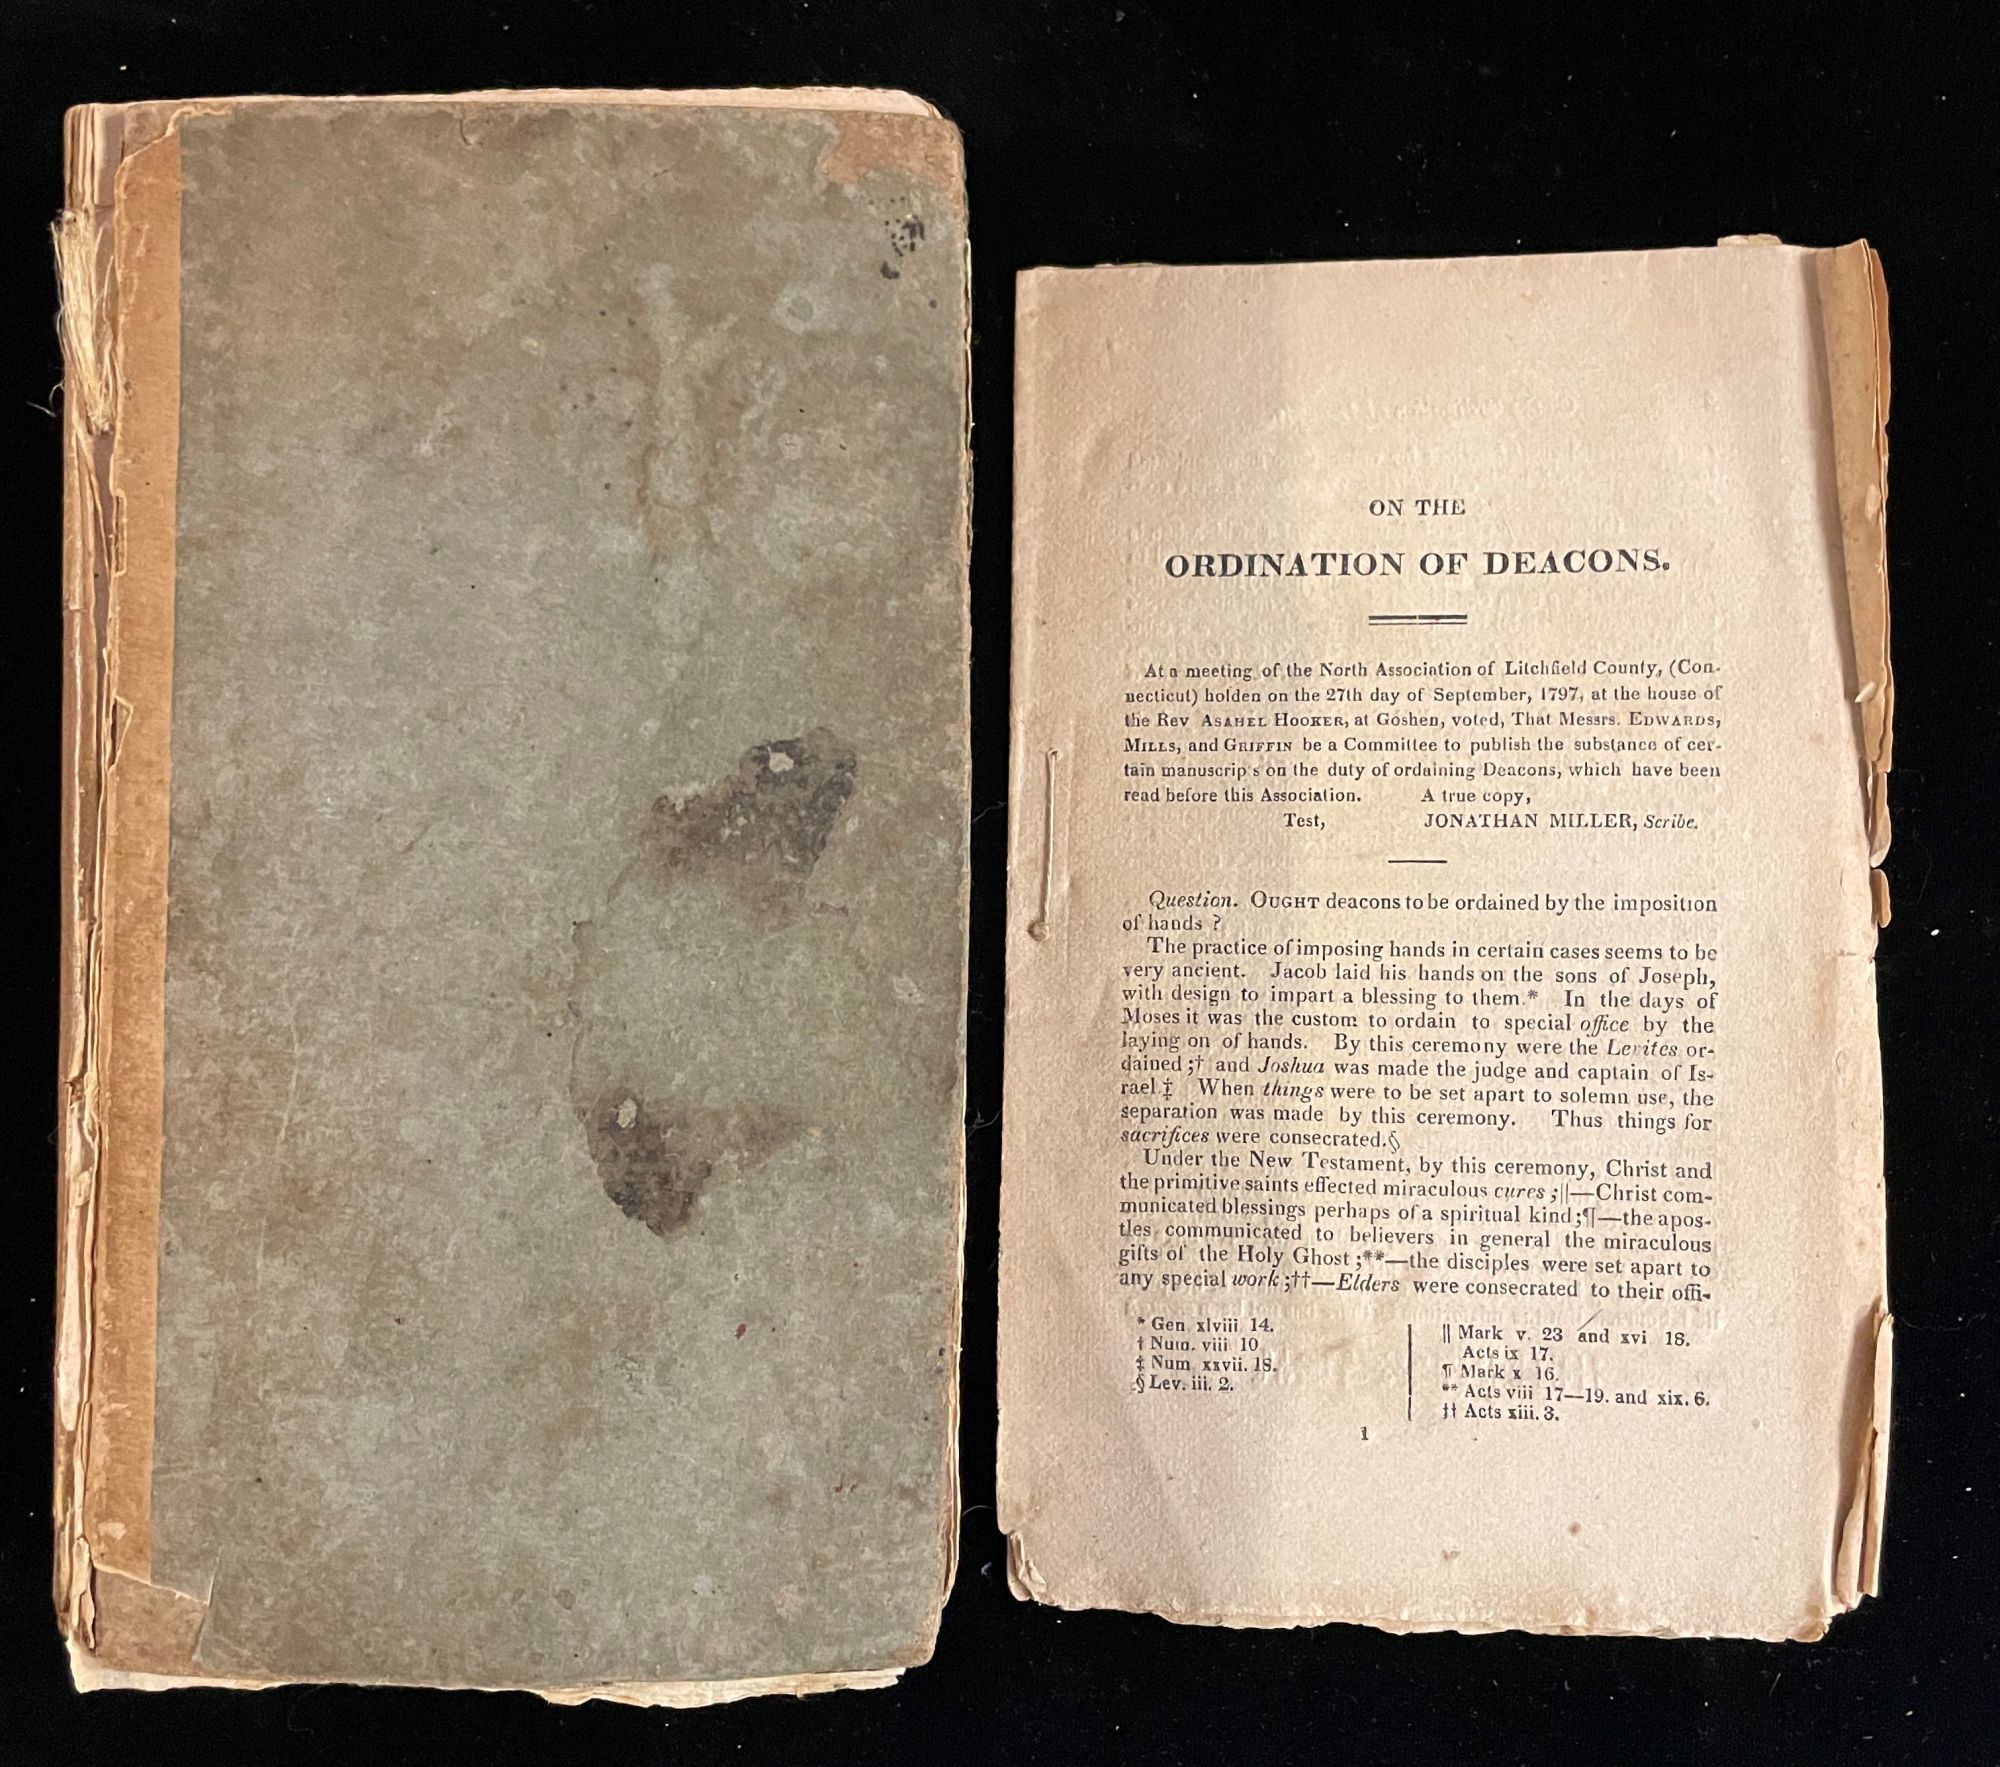 ON THE
ORDINATION OF DEACONS.
At a meeting of the North Association of Litchfield County, (Con-
necticut) holden on the 27th day of September, 1797, at the house of
the Rev ASAHEL HOOKER, at Goshen, voted, That Messrs. EDWARDS,
MILLS, and GRIFFIN be a Committee to publish the substance of cer-
tain manuscrip s on the duty of ordaining Deacons, which have been
read before this Association. A true copy,
Test, JONATHAN MILLER, Scribe.
Question. OUGHT deacons to be ordained by the imposition
of hands ?
The practice of imposing hands in certain cases seems to be
very ancient. Jacob laid his hands on the sons of Joseph,
with design to impart a blessing to them.* In the days of
Moses it was the custom to ordain to special office by the
laying on of hands. By this ceremony were the Levites or-
dained ;† and Joshua was made the judge and captain of Is-
rael.‡ When things were to be set apart to solemn use, the
separation was made by this ceremony. Thus things for
sacrifices were consecrated.§
Under the New Testament, by this ceremony, Christ and
the primitive saints effected miraculous cures ;||—Christ com-
municated blessings perhaps of a spiritual kind;¶—the apos-
tles communicated to believers in general the miraculous
gifts of the Holy Ghost ;**—the disciples were set apart to
any special work ;††—Elders were consecrated to their offi-
* Gen xlviii 14.
† Num. viii 10
‡ Num xxvii. 18.
§ Lev. iii. 2.
|| Mark v. 23 and xvi 18.
Acts ix 17.
¶ Mark x 16.
** Acts viii 17—19. and xix. 6.
†† Acts xiii. 3.
1